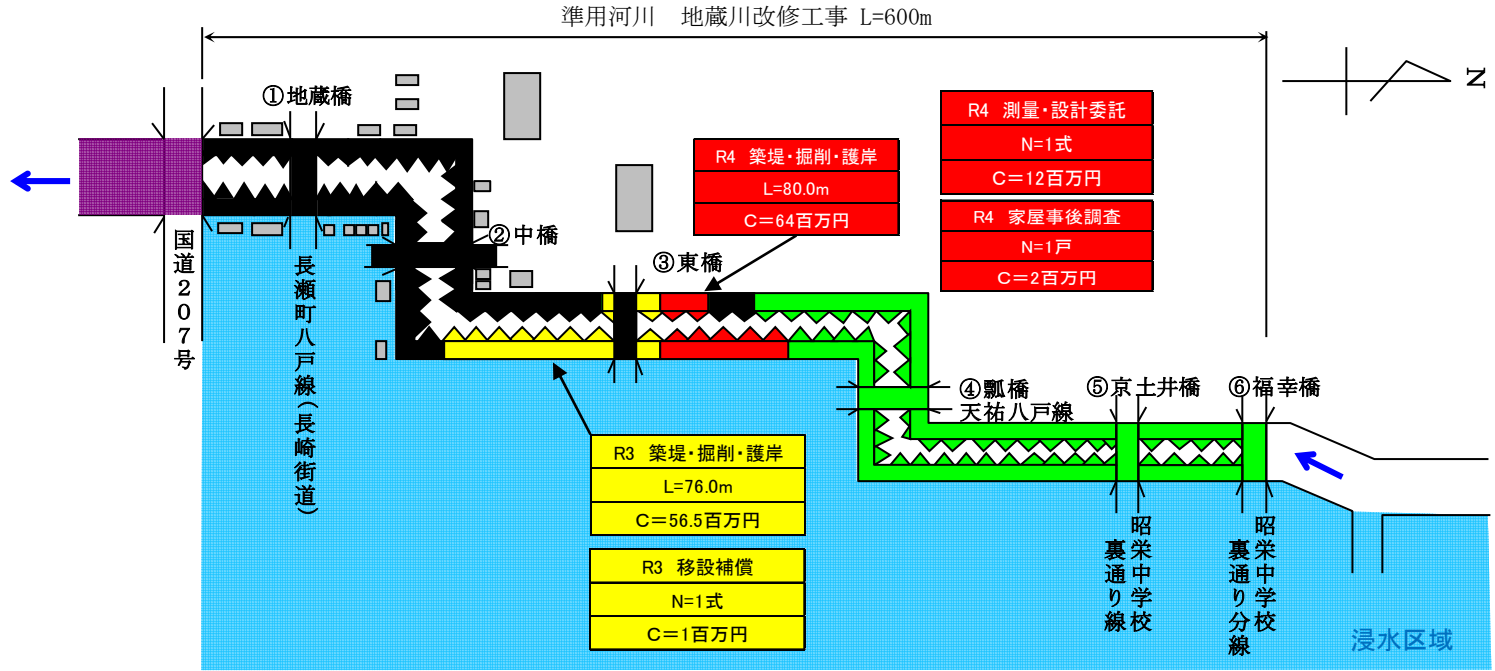 準用河川　地蔵川改修工事 L=600m
N
①地蔵橋
R4 測量・設計委託
N=1式
C=12百万円
R4 築堤・掘削・護岸
L=80.0m
C=64百万円
R4 家屋事後調査
N=1戸
C=2百万円
②中橋
③東橋
国道207号
長瀬町八戸線(長崎街道)
④瓢橋
天祐八戸線
⑤京土井橋
⑥福幸橋
R3 築堤・掘削・護岸
L=76.0m
C=56.5百万円
R3 移設補償
N=1式
C=1百万円
昭栄中学校
裏通り線
昭栄中学校
裏通り分線
浸水区域